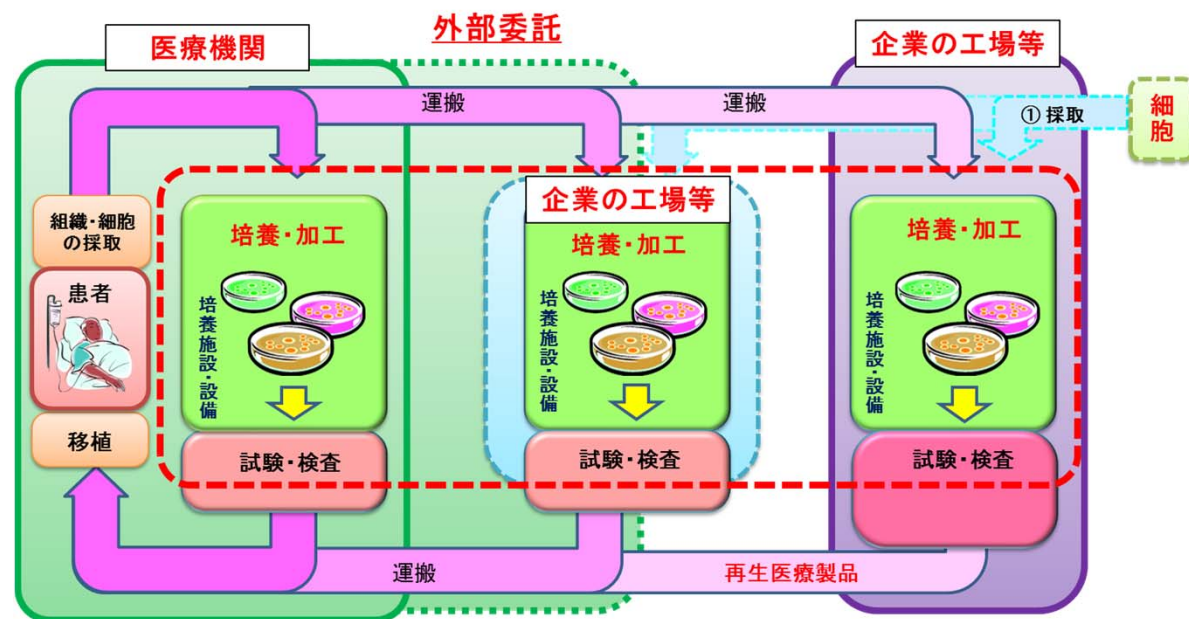 外部委託
医療機関
企業の工場等
運搬
運搬
① 採取
細胞
組織・細胞
の採取
患者
移植
培養・加工
培養施設・設備
試験・検査
企業の工場等
培養・加工
培養施設・設備
試験・検査
培養・加工
培養施設・設備
試験・検査
運搬
再生医療製品